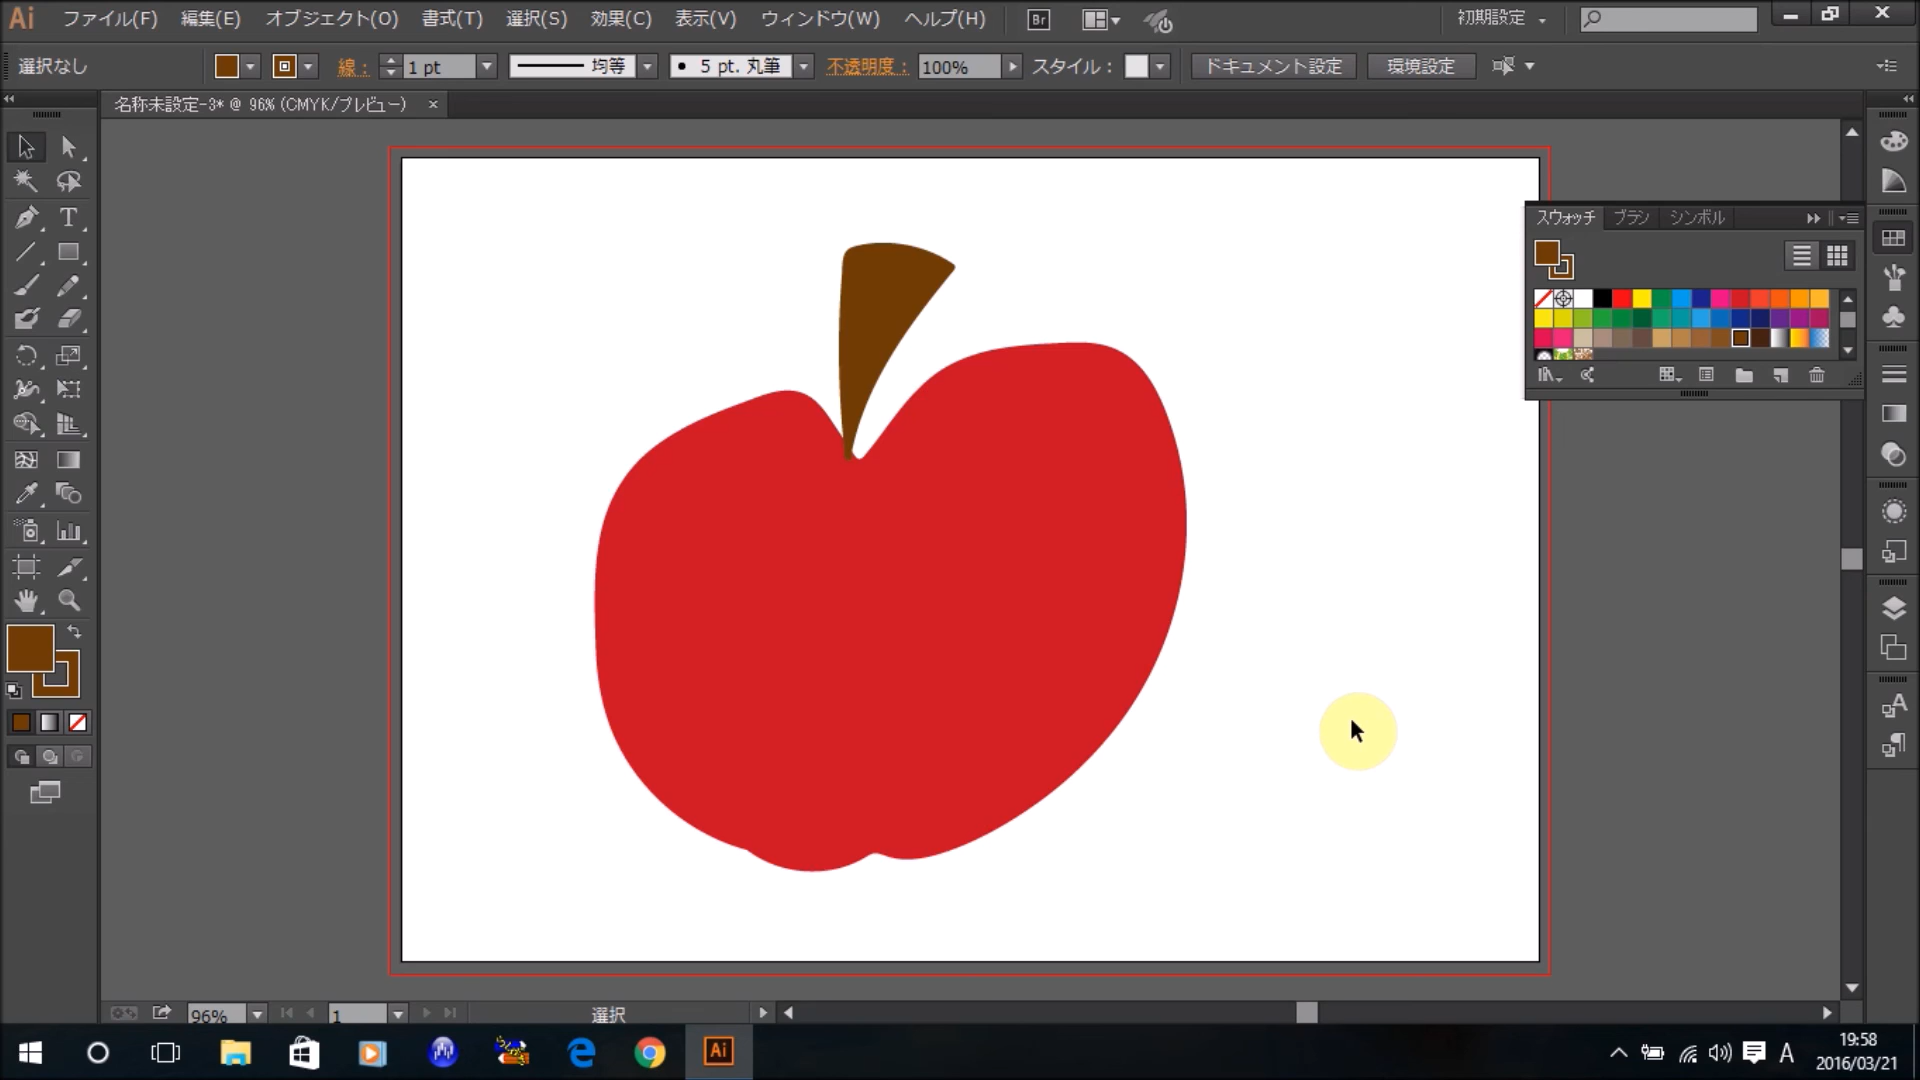 Ai ファイル(F) 編集(E) オブジェクト(O) 書式(T) 選択(S) 効果(C) 表示(V) ウィンドウ(W) ヘルプ(H) Br 初期設定
選択なし 線： 1 pt 均等 5 pt. 丸筆 不透明度： 100% スタイル： ドキュメント設定 環境設定
名称未設定-3* @ 96% (CMYK/プレビュー) ×
スウォッチ ブラシ シンボル
96% 1 選択
Ai A 19:58
2016/03/21